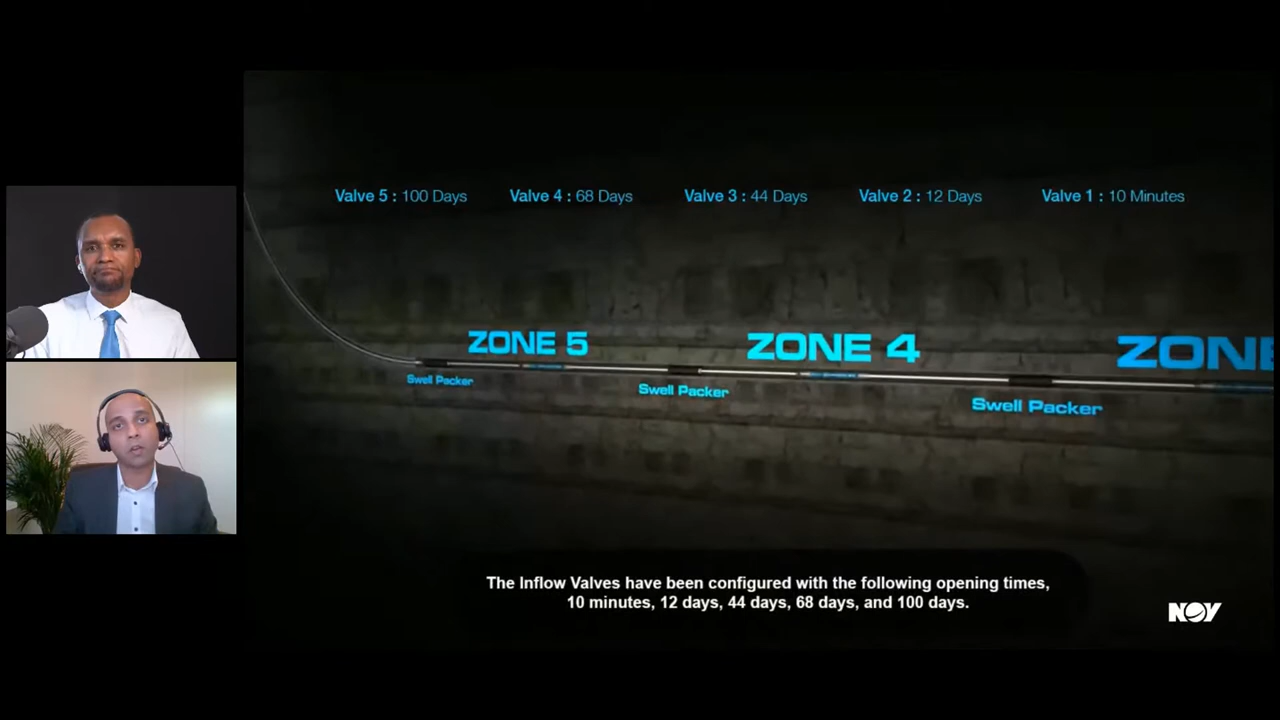 Valve 5 : 100 Days Valve 4 : 68 Days Valve 3 : 44 Days Valve 2 : 12 Days Valve 1 : 10 Minutes
ZONE 5 ZONE 4 ZONE
Swell Packer Swell Packer Swell Packer
The Inflow Valves have been configured with the following opening times,
10 minutes, 12 days, 44 days, 68 days, and 100 days.
NOV